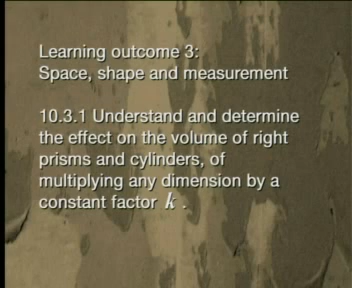 Learning outcome 3:
Space, shape and measurement
10.3.1 Understand and determine
the effect on the volume of right
prisms and cylinders, of
multiplying any dimension by a
constant factor k .